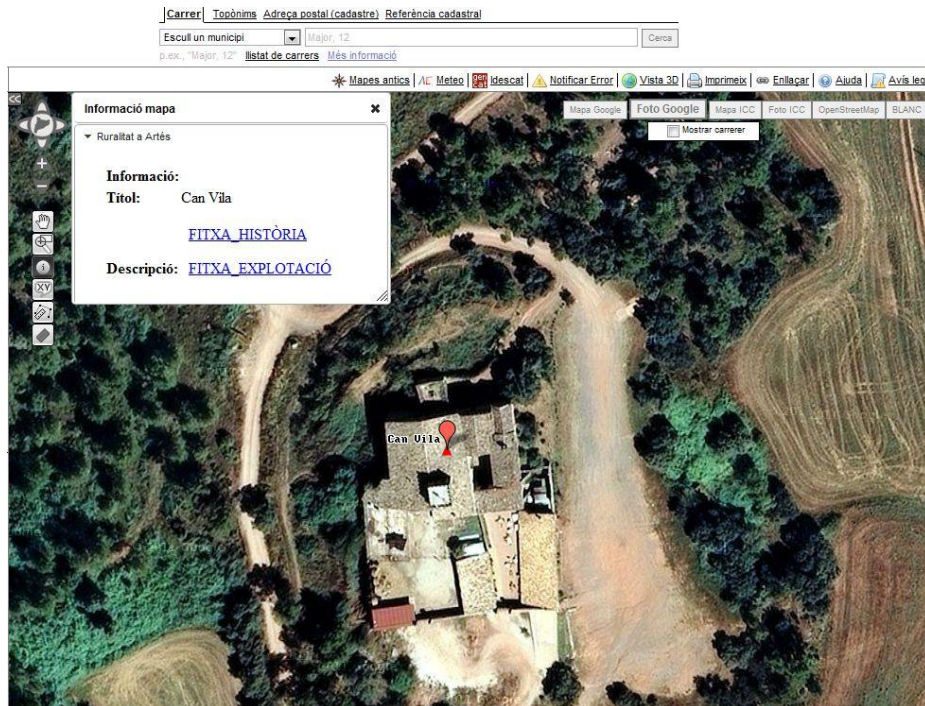 Carrer Topònims Adreça postal (cadastre) Referència cadastral
Escull un municipi Major, 12 Cerca
p.ex., "Major, 12" llistat de carrers Més informació
Mapes antics Meteo Idescat Notificar Error Vista 3D Imprimeix Enllaçar Ajuda Avís leg
<< Informació mapa × Mapa Google Foto Google Mapa ICC Foto ICC OpenStreetMap BLANC
Mostrar carrerer
Ruralitat a Artés
Informació:
Títol: Can Vila
FITXA_HISTÒRIA
Descripció: FITXA_EXPLOTACIÓ
XY
Can Vila